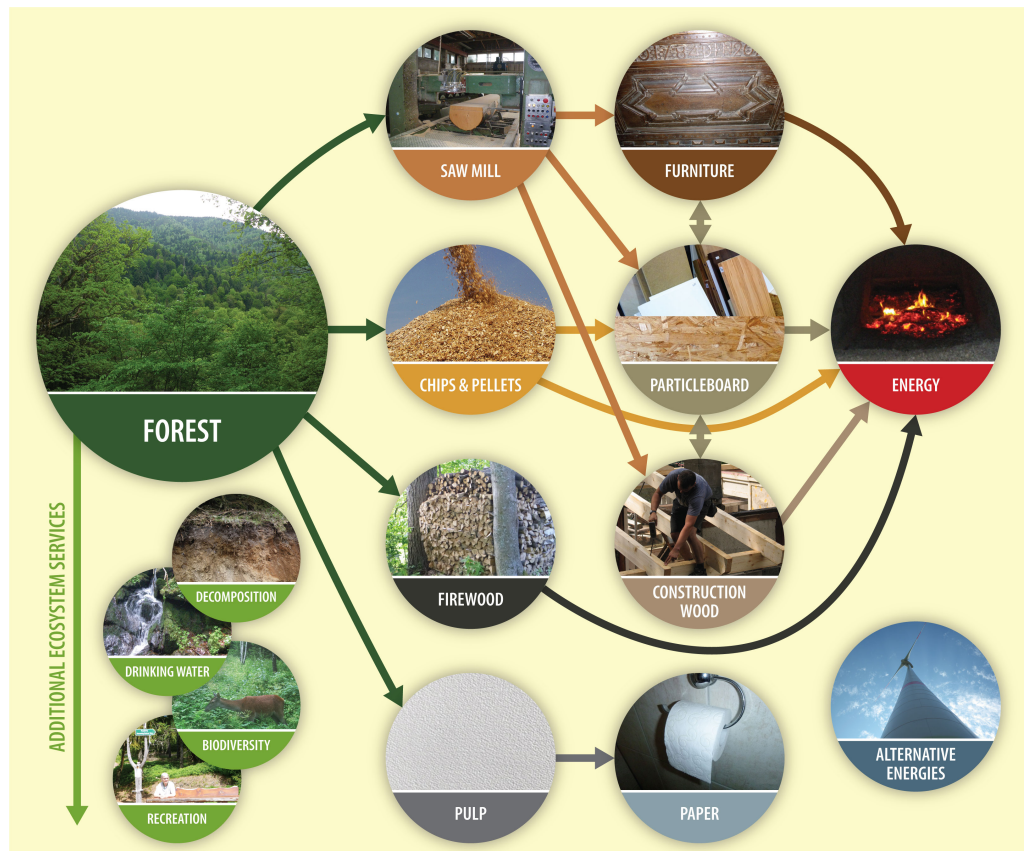 SAW MILL
FURNITURE
FOREST
CHIPS & PELLETS
PARTICLEBOARD
ENERGY
FIREWOOD
CONSTRUCTION
WOOD
ADDITIONAL ECOSYSTEM SERVICES
DECOMPOSITION
DRINKING WATER
BIODIVERSITY
RECREATION
PULP
PAPER
ALTERNATIVE
ENERGIES